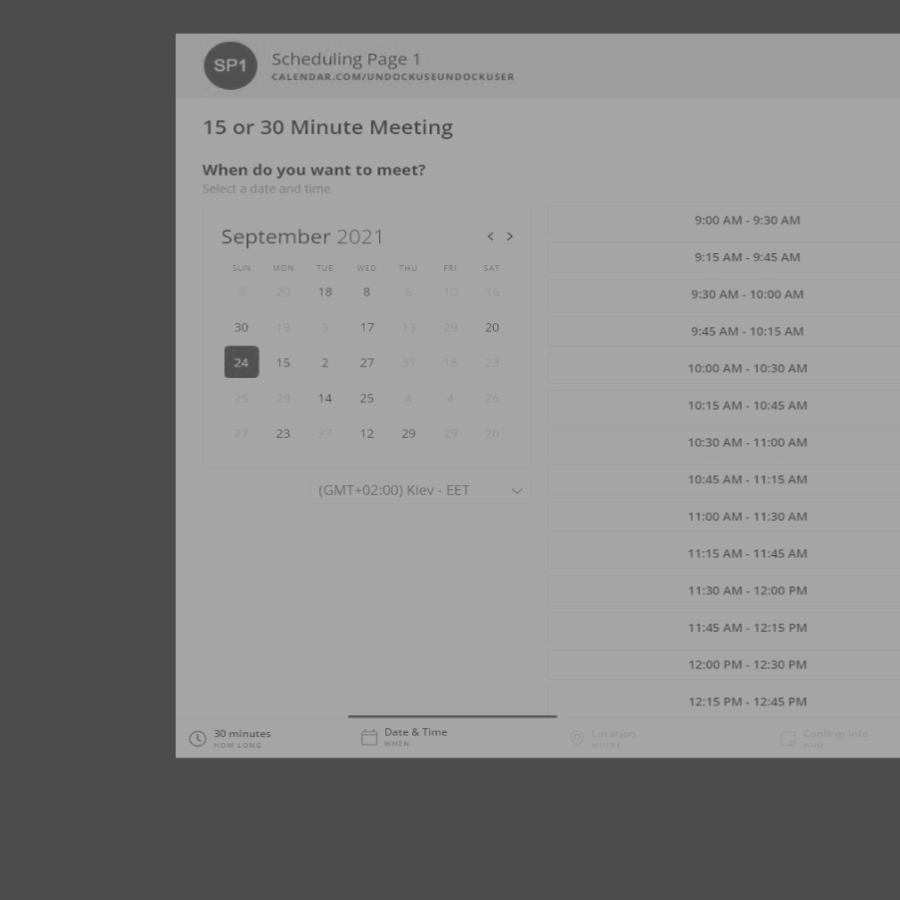 SP1
Scheduling Page 1
CALENDAR.COM/UNDOCKUSEUNDOCKUSER
15 or 30 Minute Meeting
When do you want to meet?
Select a date and time
September 2021
SUN MON TUE WED THU FRI SAT
3 20 18 8 6 10 16
30 19 3 17 13 29 20
24 15 2 27 31 18 23
25 29 14 25 4 4 26
27 23 27 12 29 29 20
(GMT+02:00) Kiev - EET
9:00 AM - 9:30 AM
9:15 AM - 9:45 AM
9:30 AM - 10:00 AM
9:45 AM - 10:15 AM
10:00 AM - 10:30 AM
10:15 AM - 10:45 AM
10:30 AM - 11:00 AM
10:45 AM - 11:15 AM
11:00 AM - 11:30 AM
11:15 AM - 11:45 AM
11:30 AM - 12:00 PM
11:45 AM - 12:15 PM
12:00 PM - 12:30 PM
12:15 PM - 12:45 PM
30 minutes
HOW LONG
Date & Time
WHEN
Location
WHERE
Confirm Info
WHO